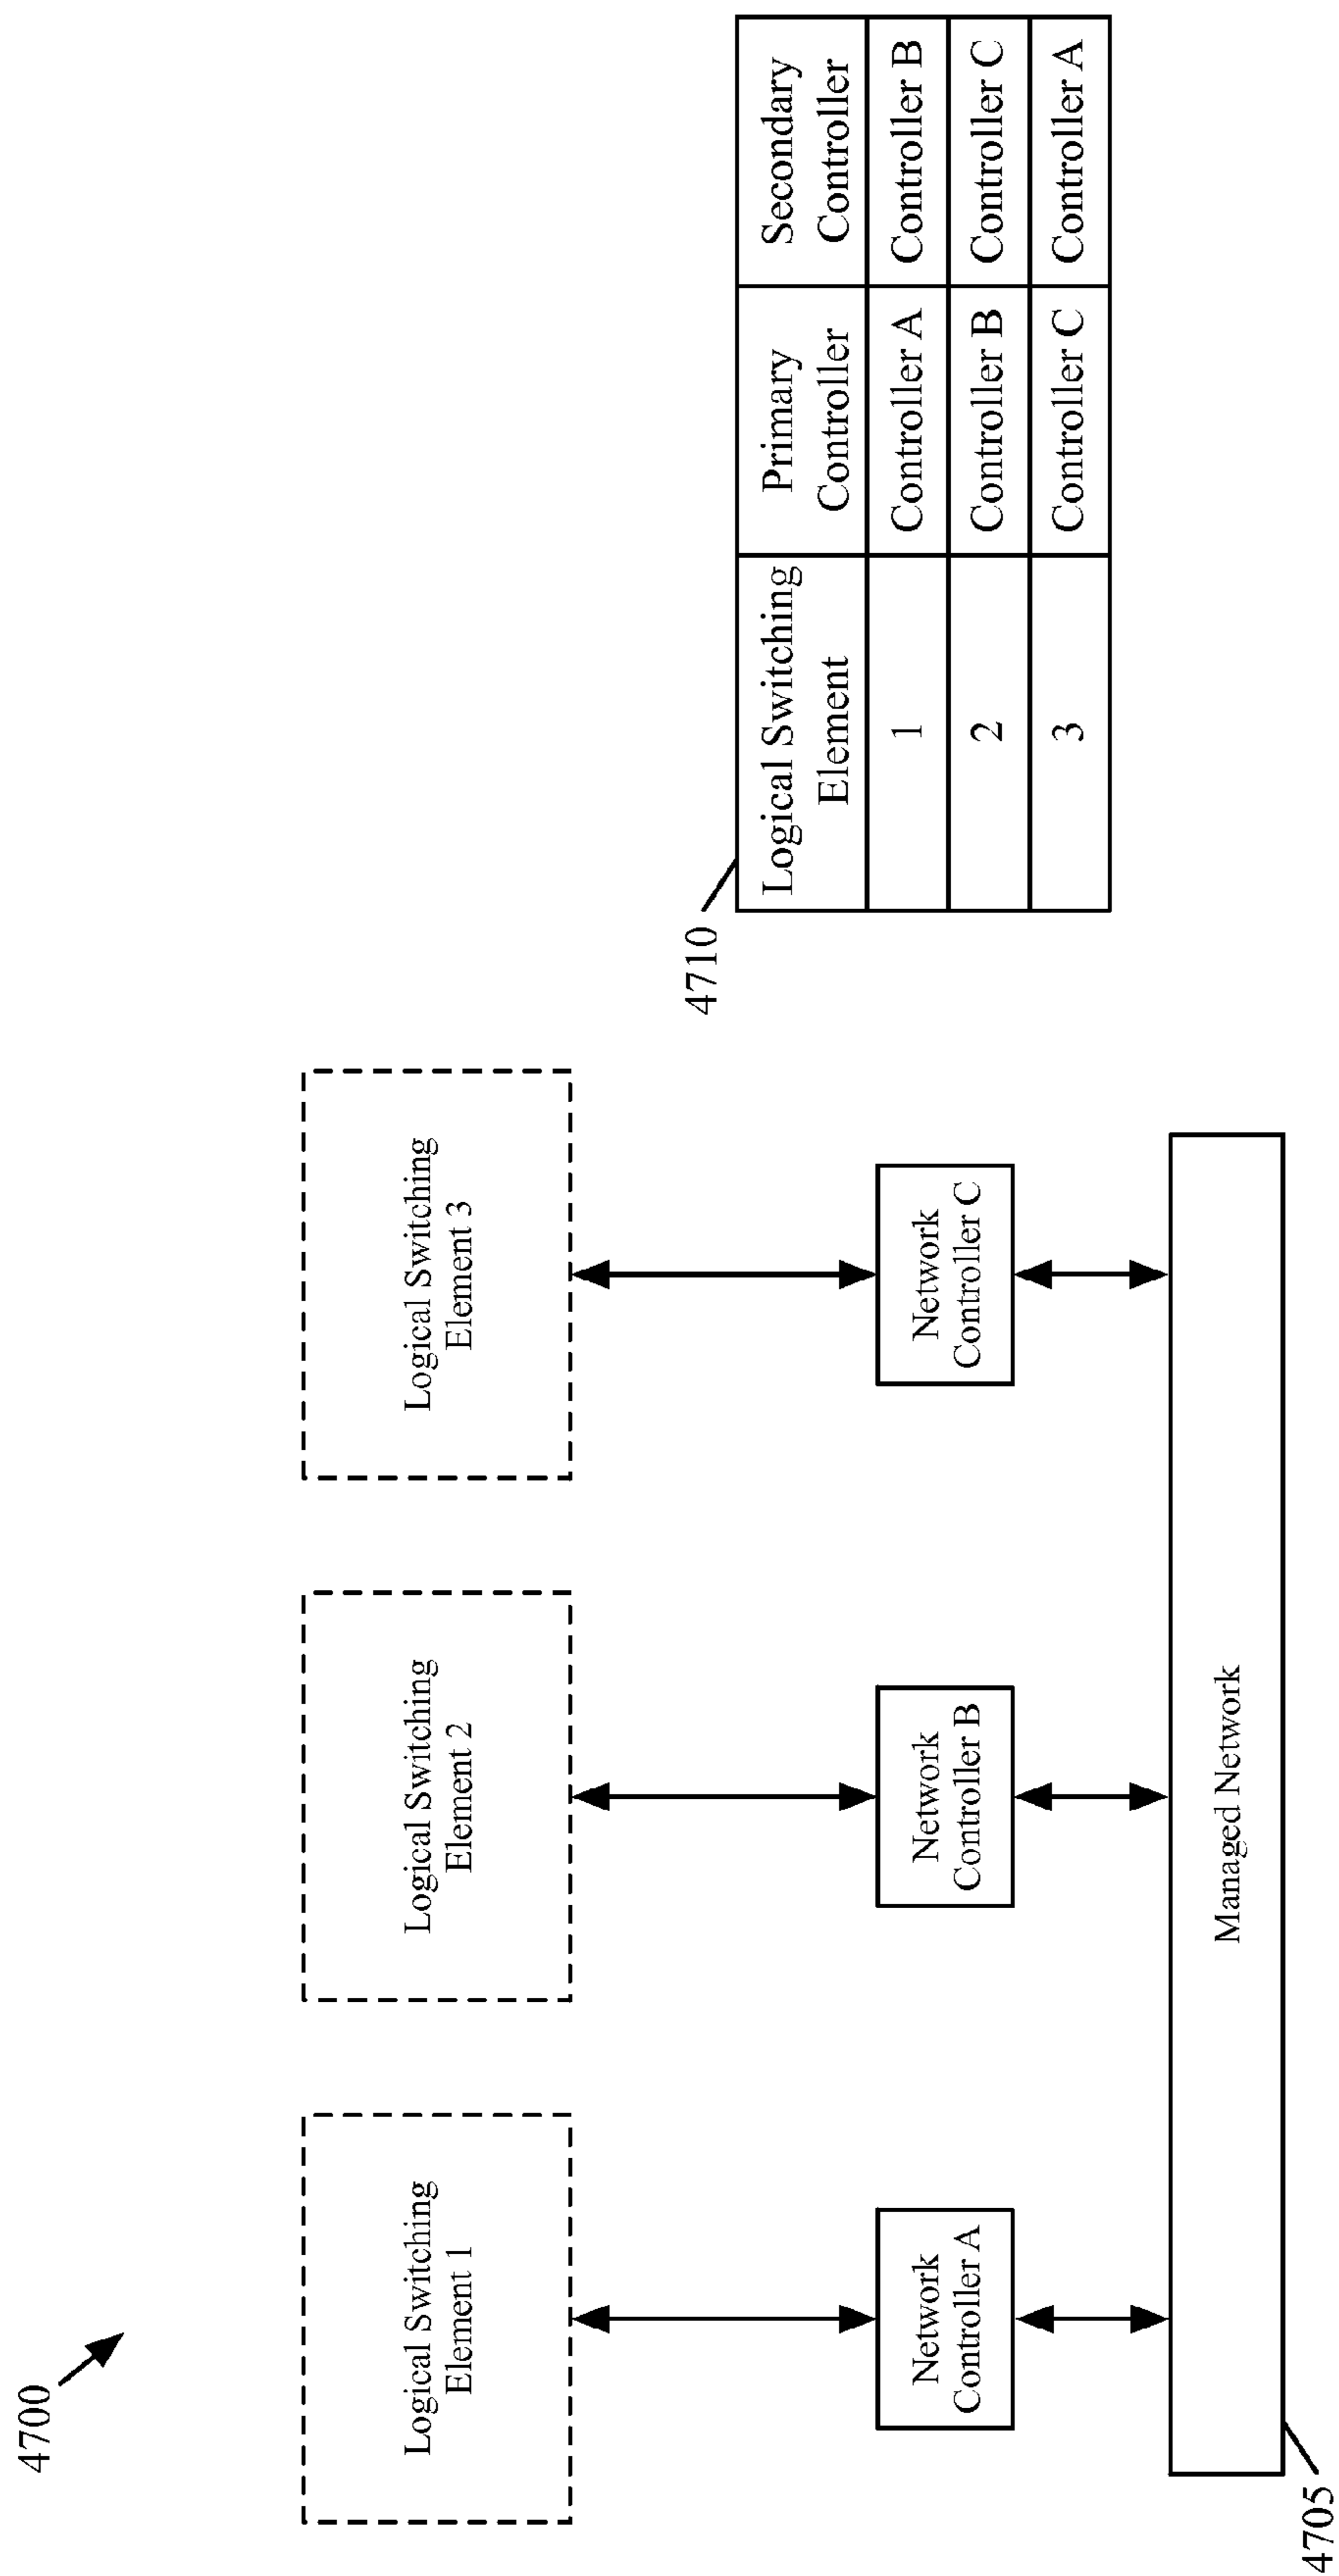 4700
Logical Switching
Element 1
Logical Switching
Element 2
Logical Switching
Element 3
Network
Controller A
Network
Controller B
Network
Controller C
Managed Network
4705
4710
Logical Switching
Element
Primary
Controller
Secondary
Controller
1
Controller A
Controller B
2
Controller B
Controller C
3
Controller C
Controller A